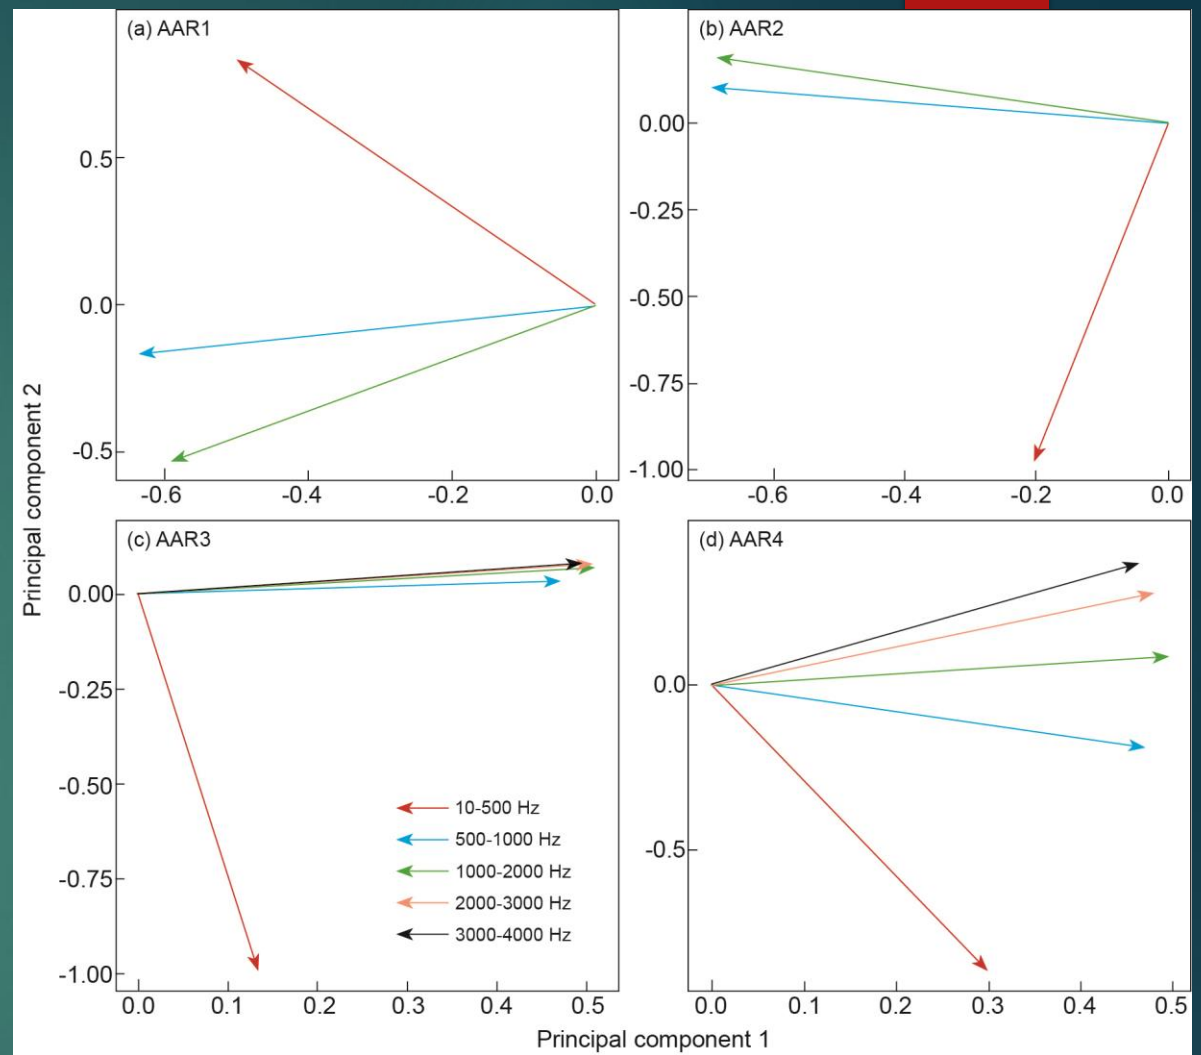 (a) AAR1
0.5
0.0
-0.5
-0.6 -0.4 -0.2 0.0
(b) AAR2
0.00
-0.25
-0.50
-0.75
-1.00
-0.6 -0.4 -0.2 0.0
Principal component 2
(c) AAR3
0.00
-0.25
-0.50
-0.75
-1.00
10-500 Hz
500-1000 Hz
1000-2000 Hz
2000-3000 Hz
3000-4000 Hz
0.0 0.1 0.2 0.3 0.4 0.5
(d) AAR4
0.0
-0.5
0.0 0.1 0.2 0.3 0.4 0.5
Principal component 1